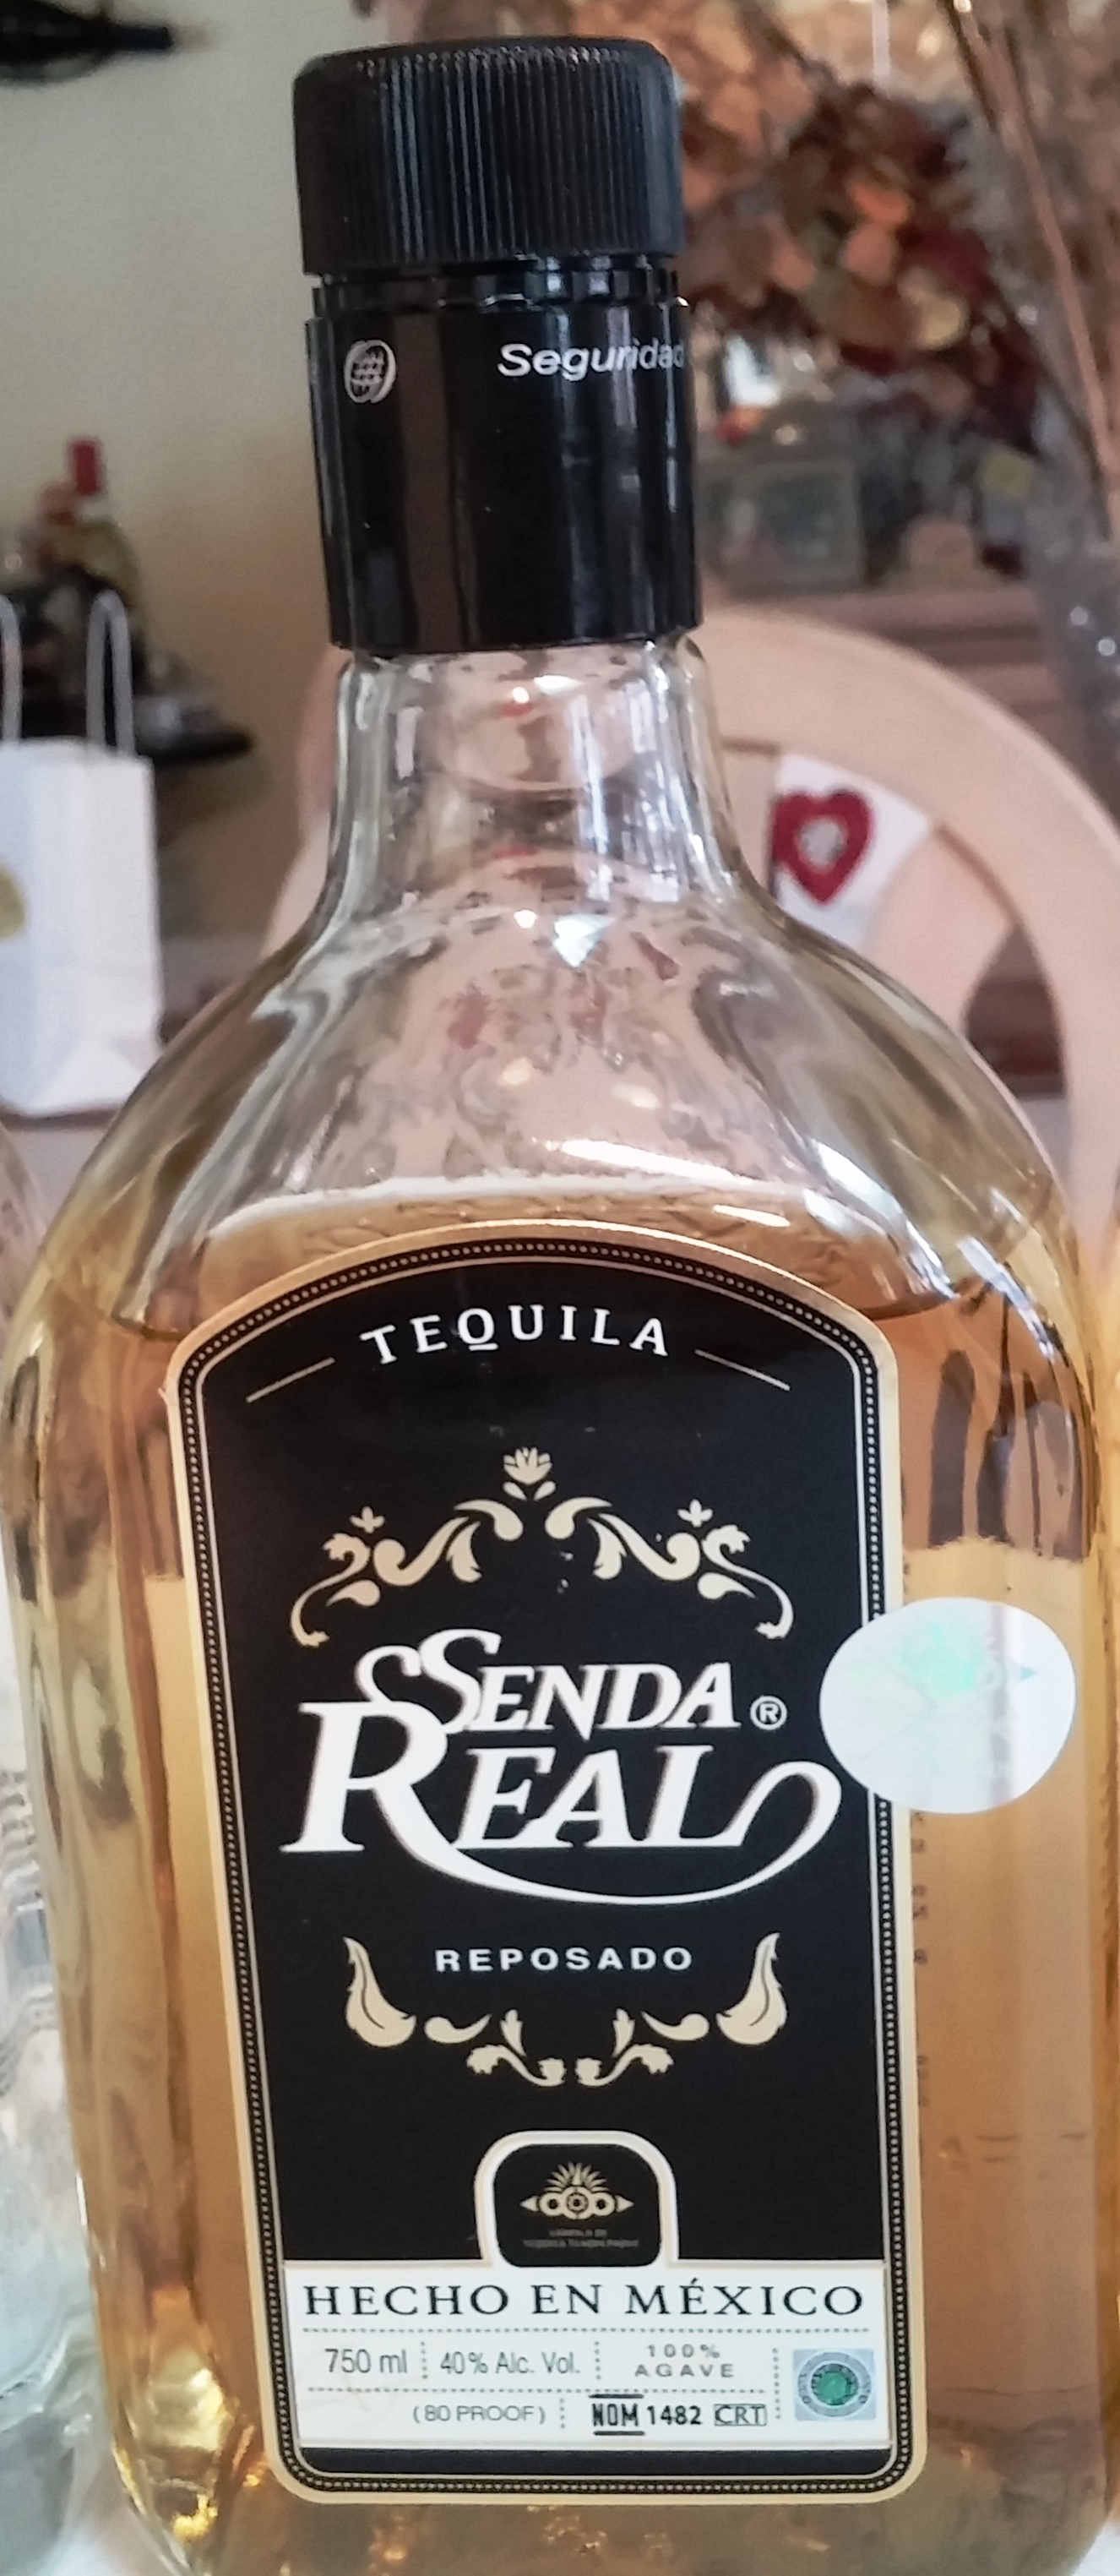 Seguridad
TEQUILA
SENDA ®
REAL
REPOSADO
HECHO EN MÉXICO
750 ml 40% Alc. Vol. 100% AGAVE
(80 PROOF) NOM 1482 CRT